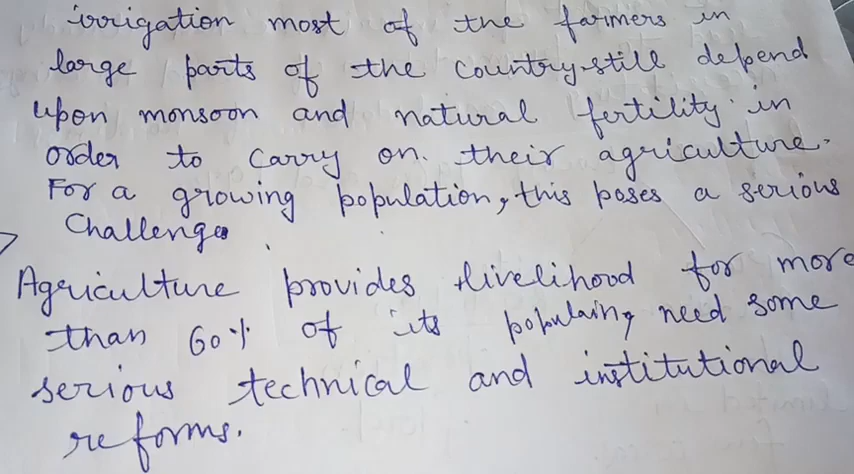 irrigation most of the farmers in
large parts of the country still depend
upon monsoon and natural fertility in
order to carry on their agriculture.
For a growing population, this poses a serious
Challenge.
Agriculture provides livelihood for more
than 60% of its populain, need some
serious technical and institutional
reforms.